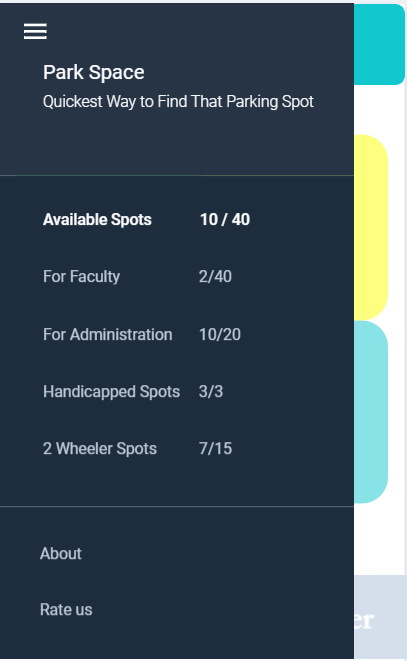 Park Space
Quickest Way to Find That Parking Spot
Available Spots 10 / 40
For Faculty 2/40
For Administration 10/20
Handicapped Spots 3/3
2 Wheeler Spots 7/15
About
Rate us